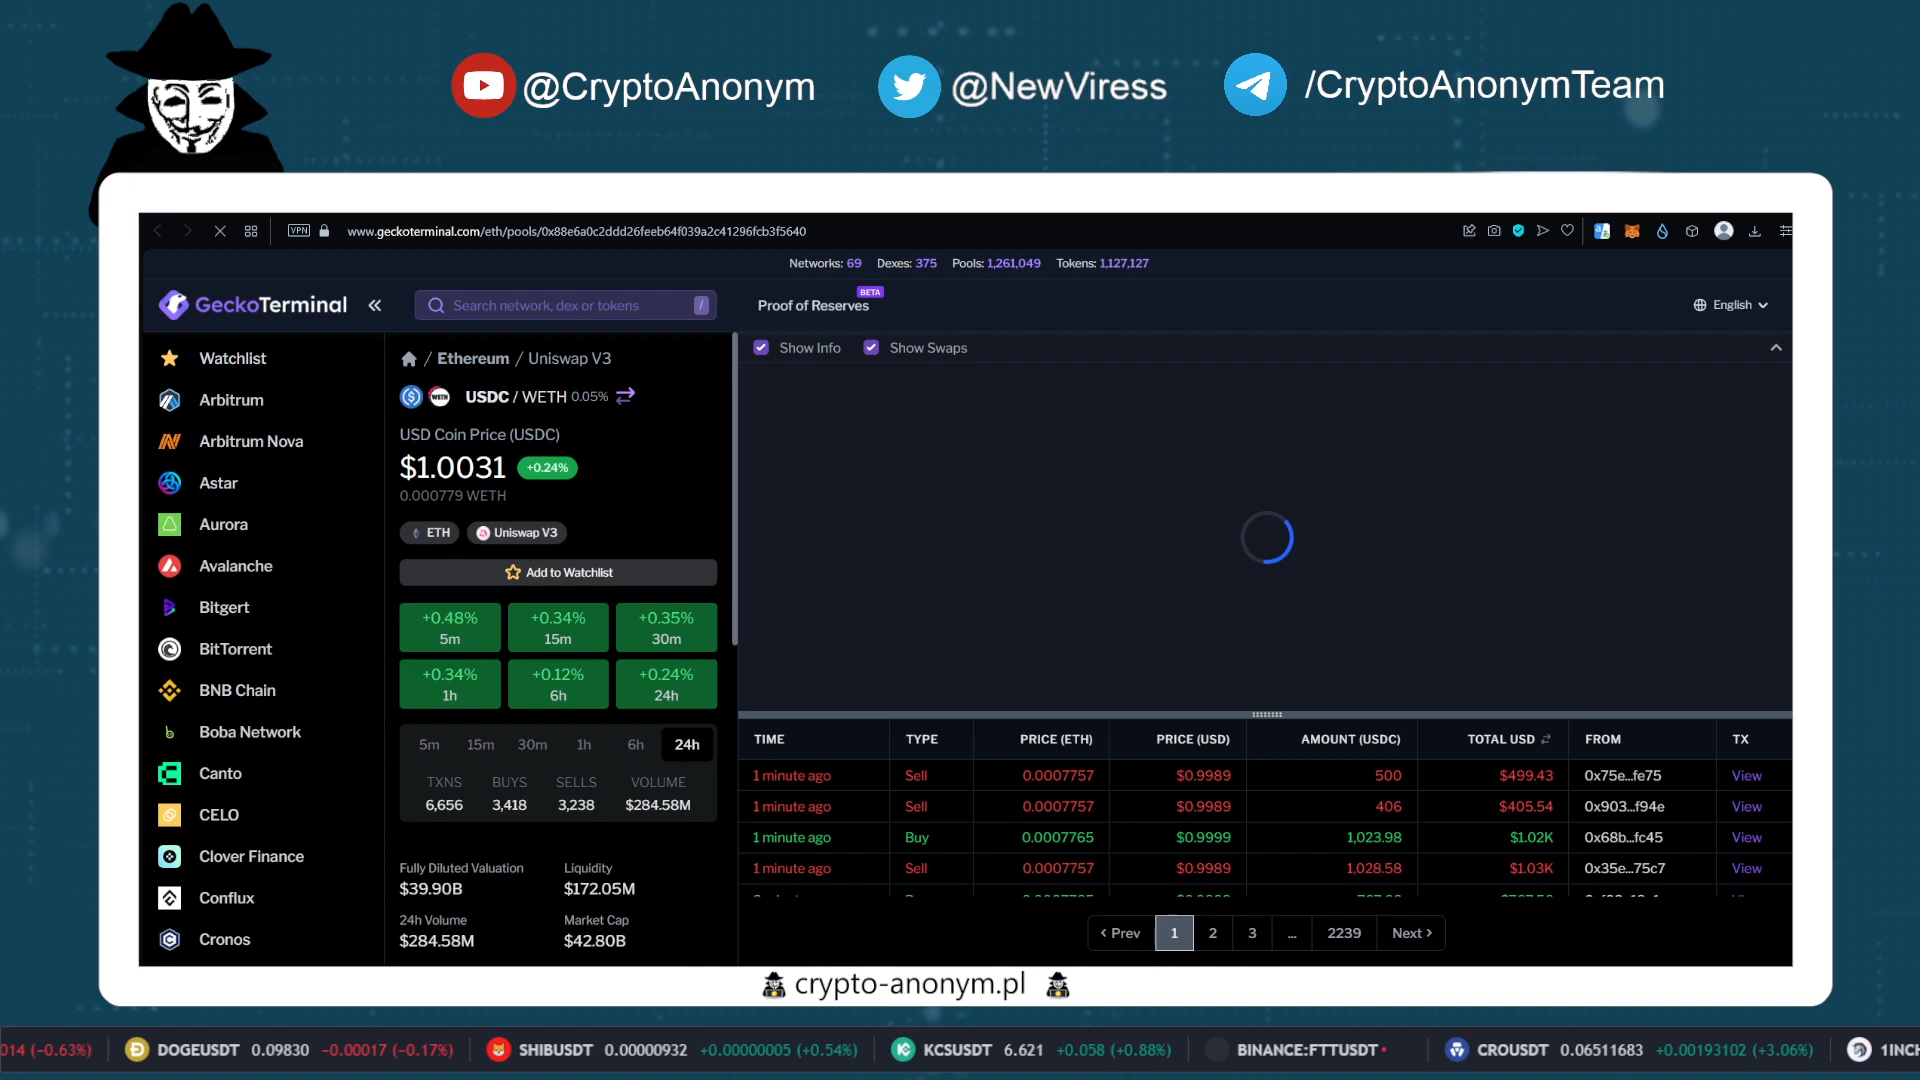 @CryptoAnonym @NewViress /CryptoAnonymTeam
VPN www.geckoterminal.com/eth/pools/0x88e6a0c2ddd26feeb64f039a2c41296fcb3f5640
Networks: 69 Dexes: 375 Pools: 1,261,049 Tokens: 1,127,127
GeckoTerminal « Search network, dex or tokens / Proof of Reserves BETA English
Watchlist
Arbitrum
Arbitrum Nova
Astar
Aurora
Avalanche
Bitgert
BitTorrent
BNB Chain
Boba Network
Canto
CELO
Clover Finance
Conflux
Cronos
/ Ethereum / Uniswap V3
WETH USDC / WETH 0.05%
USD Coin Price (USDC)
$1.0031 +0.24%
0.000779 WETH
ETH Uniswap V3
Add to Watchlist
+0.48% +0.34% +0.35%
5m 15m 30m
+0.34% +0.12% +0.24%
1h 6h 24h
5m 15m 30m 1h 6h 24h
TXNS BUYS SELLS VOLUME
6,656 3,418 3,238 $284.58M
Fully Diluted Valuation Liquidity
$39.90B $172.05M
24h Volume Market Cap
$284.58M $42.80B
Show Info Show Swaps
TIME TYPE PRICE (ETH) PRICE (USD) AMOUNT (USDC) TOTAL USD FROM TX
1 minute ago Sell 0.0007757 $0.9989 500 $499.43 0x75e...fe75 View
1 minute ago Sell 0.0007757 $0.9989 406 $405.54 0x903...f94e View
1 minute ago Buy 0.0007765 $0.9999 1,023.98 $1.02K 0x68b...fc45 View
1 minute ago Sell 0.0007757 $0.9989 1,028.58 $1.03K 0x35e...75c7 View
‹ Prev 1 2 3 ... 2239 Next ›
crypto-anonym.pl
014 (−0.63%) DOGEUSDT 0.09830 −0.00017 (−0.17%) SHIBUSDT 0.00000932 +0.00000005 (+0.54%) KCSUSDT 6.621 +0.058 (+0.88%) BINANCE:FTTUSDT CROUSDT 0.06511683 +0.00193102 (+3.06%) 1INCH